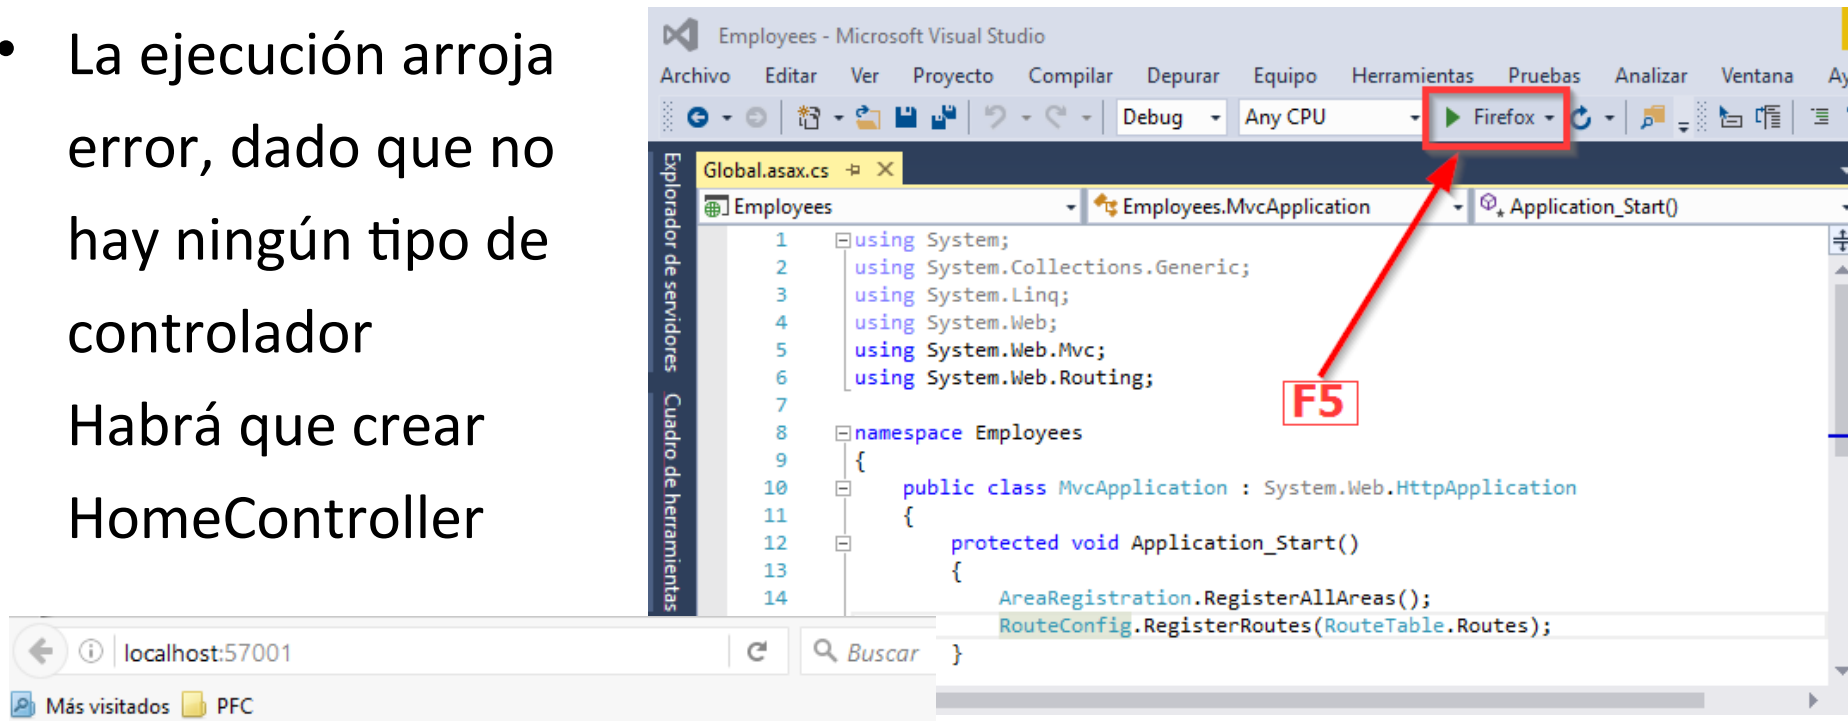 • La ejecución arroja
error, dado que no
hay ningún tipo de
controlador
Habrá que crear
HomeController
Employees - Microsoft Visual Studio
Archivo Editar Ver Proyecto Compilar Depurar Equipo Herramientas Pruebas Analizar Ventana Ay
Debug Any CPU Firefox
Explorador de servidores
Cuadro de herramientas
Global.asax.cs
Employees Employees.MvcApplication Application_Start()
1 using System;
2 using System.Collections.Generic;
3 using System.Linq;
4 using System.Web;
5 using System.Web.Mvc;
6 using System.Web.Routing;
7
F5
8 namespace Employees
9 {
10 public class MvcApplication : System.Web.HttpApplication
11 {
12 protected void Application_Start()
13 {
14 AreaRegistration.RegisterAllAreas();
RouteConfig.RegisterRoutes(RouteTable.Routes);
}
localhost:57001 Buscar
Más visitados PFC